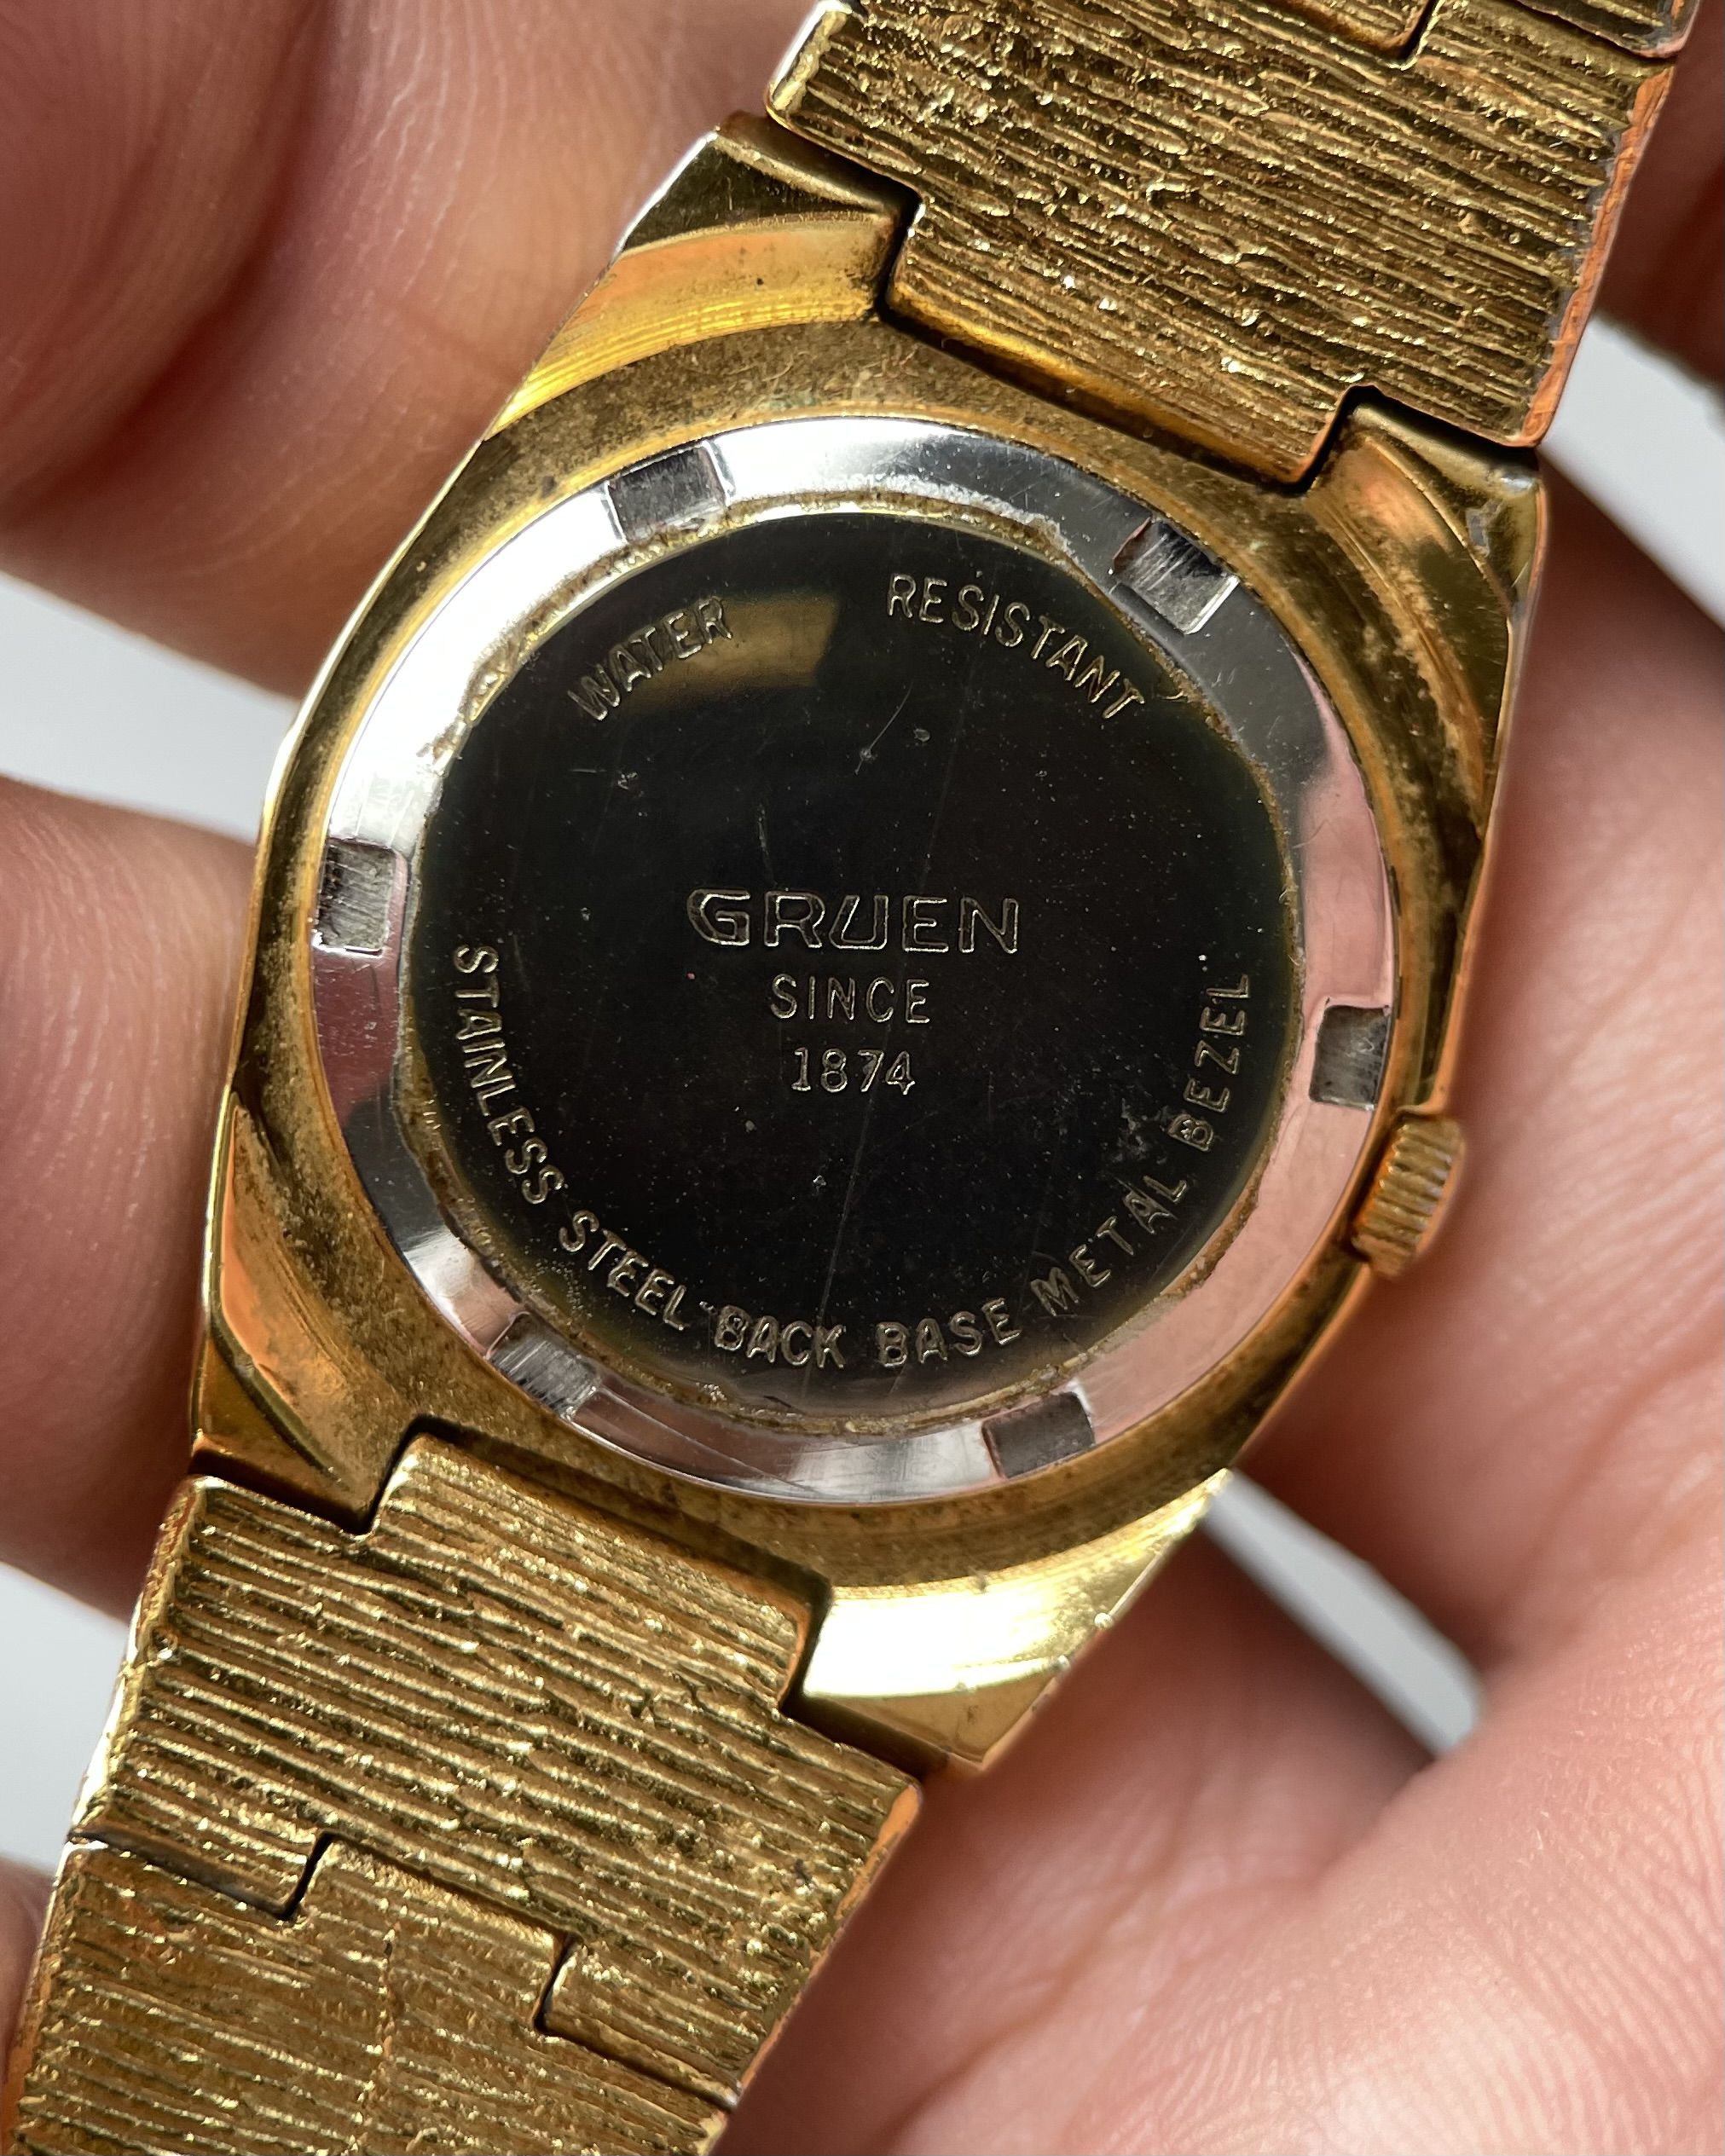 WATER RESISTANT
GRUEN
SINCE
1874
STAINLESS STEEL BACK BASE METAL BEZEL